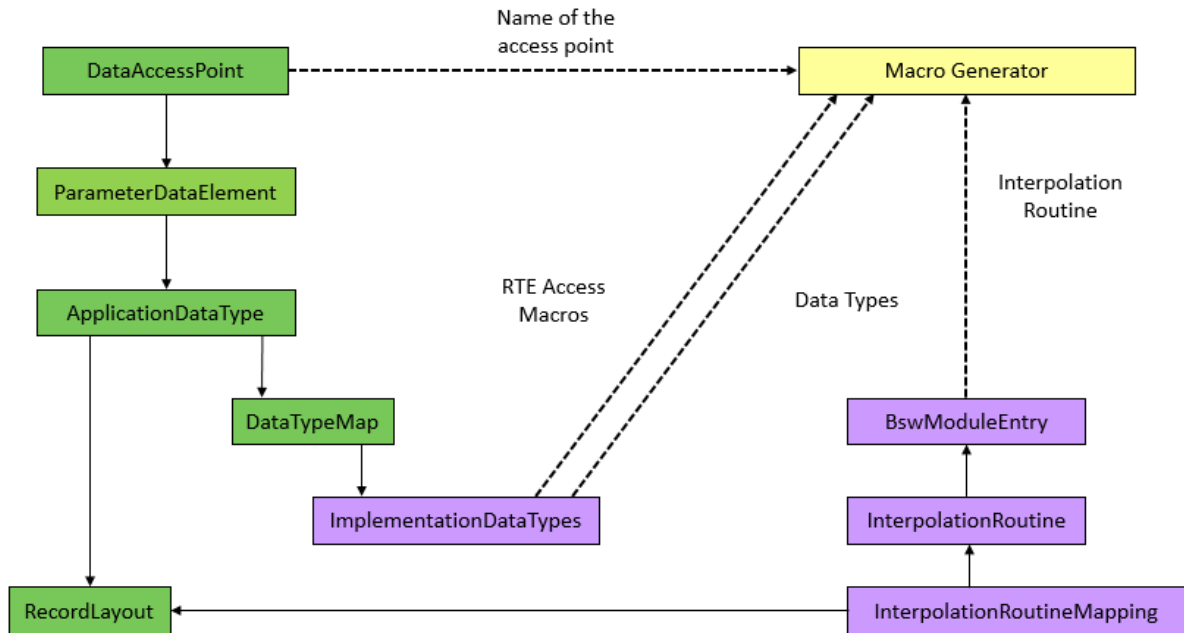 Name of the
access point
DataAccessPoint
Macro Generator
ParameterDataElement
Interpolation
Routine
ApplicationDataType
RTE Access
Macros
Data Types
DataTypeMap
BswModuleEntry
ImplementationDataTypes
InterpolationRoutine
RecordLayout
InterpolationRoutineMapping